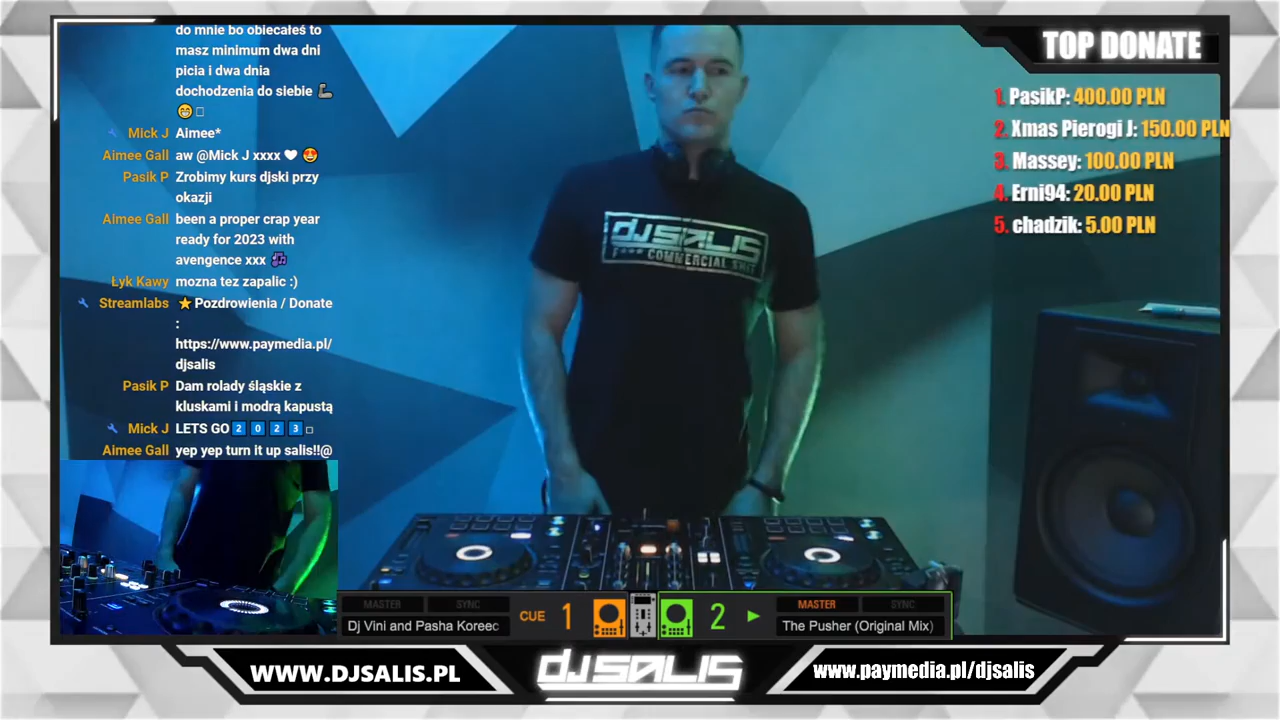 do mnie bo obiecałeś to
masz minimum dwa dni
picia i dwa dnia
dochodzenia do siebie 💪
😁
Mick J Aimee*
Aimee Gall aw @Mick J xxxx 🤍 😍
Pasik P Zrobimy kurs djski przy
okazji
Aimee Gall been a proper crap year
ready for 2023 with
avengence xxx 🎶
Łyk Kawy mozna tez zapalic :)
Streamlabs ⭐ Pozdrowienia / Donate
:
https://www.paymedia.pl/
djsalis
Pasik P Dam rolady śląskie z
kluskami i modrą kapustą
Mick J LETS GO 2 0 2 3
Aimee Gall yep yep turn it up salis!!@
TOP DONATE
1. PasikP: 400.00 PLN
2. Xmas Pierogi J: 150.00 PLN
3. Massey: 100.00 PLN
4. Erni94: 20.00 PLN
5. chadzik: 5.00 PLN
DJ SALIS
F*** COMMERCIAL SH!T
MASTER SYNC CUE 1 2 MASTER SYNC
Dj Vini and Pasha Koreec The Pusher (Original Mix)
WWW.DJSALIS.PL
DJ SALIS
www.paymedia.pl/djsalis